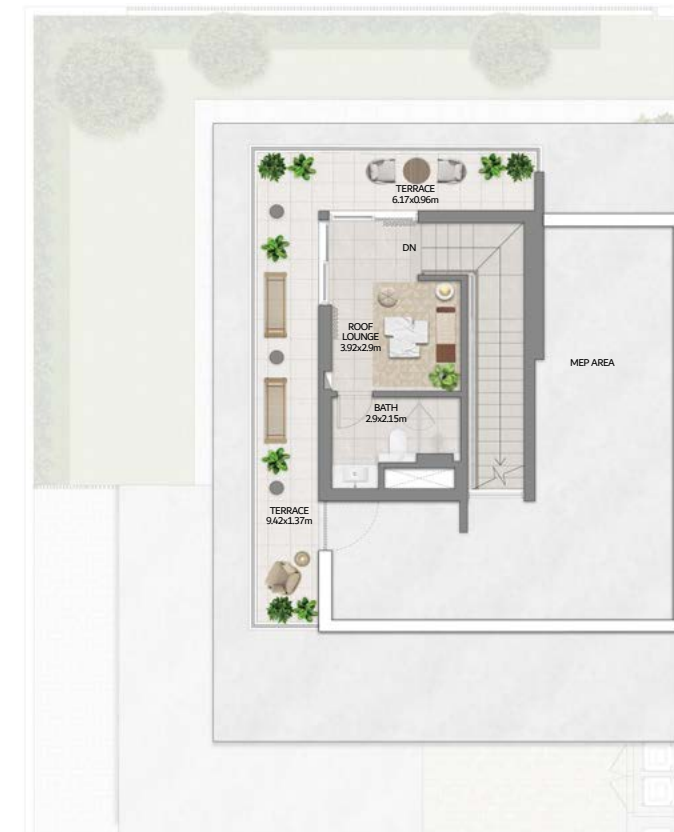 TERRACE
6.17x0.96m
DN
ROOF
LOUNGE
3.92x2.9m
MEP AREA
BATH
2.9x2.15m
TERRACE
9.42x1.37m